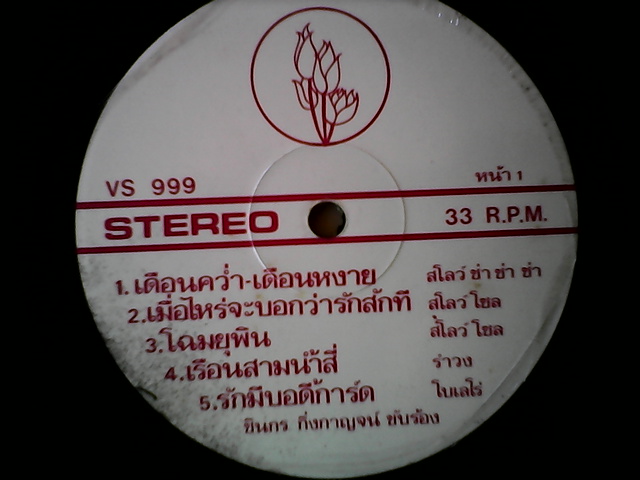 VS 999
หน้า 1
STEREO
33 R.P.M.
1. เดือนคว่ำ-เดือนหงาย สโลว์ ช่า ช่า ช่า
2. เมื่อไหร่จะบอกว่ารักสักที สโลว์ โซล
3. โฉมยุพิน สโลว์ โซล
4. เรือนสามน้ำสี่ รำวง
5. รักมีบอดี้การ์ด โบเลโร่
ชินกร กึ่งกาญจน์ ขับร้อง